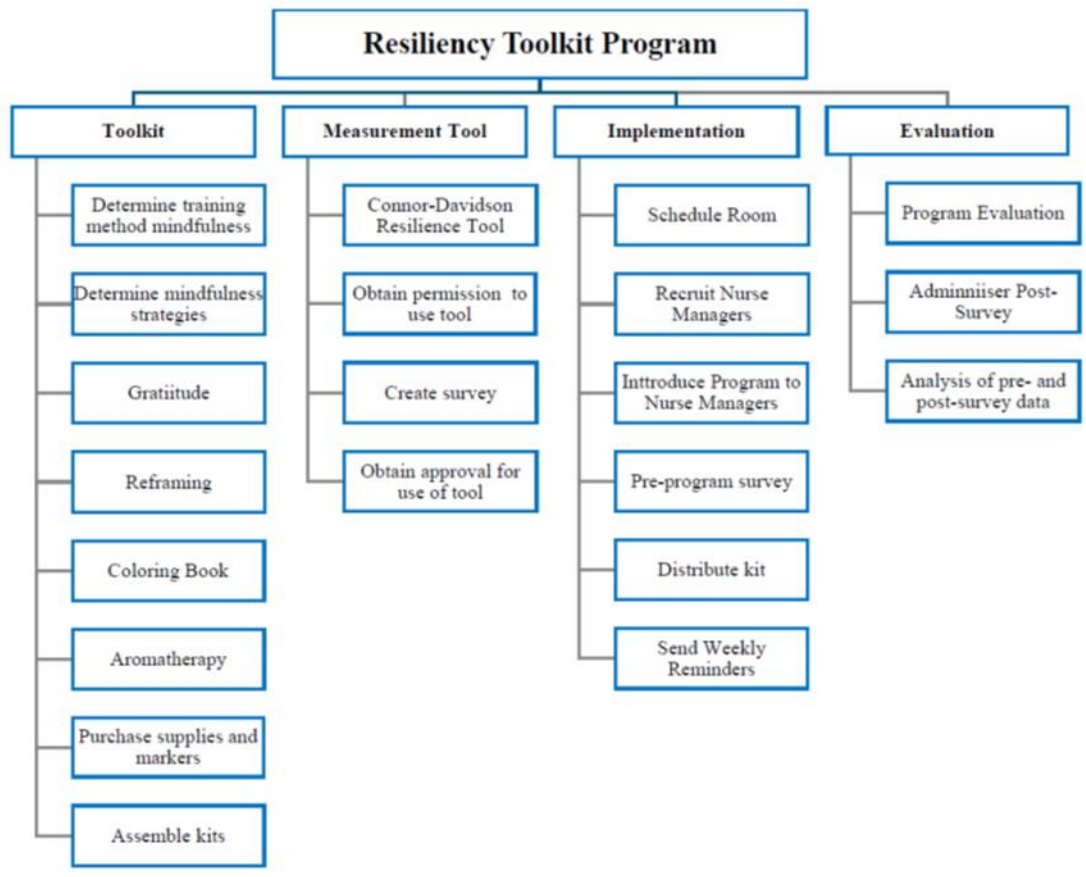 Resiliency Toolkit Program
Toolkit
Determine training
method mindfulness
Determine mindfulness
strategies
Gratiitude
Reframing
Coloring Book
Aromatherapy
Purchase supplies and
markers
Assemble kits
Measurement Tool
Connor-Davidson
Resilience Tool
Obtain permission to
use tool
Create survey
Obtain approval for
use of tool
Implementation
Schedule Room
Recruit Nurse
Managers
Inttroduce Program to
Nurse Managers
Pre-program survey
Distribute kit
Send Weekly
Reminders
Evaluation
Program Evaluation
Adminniiser Post-
Survey
Analysis of pre- and
post-survey data